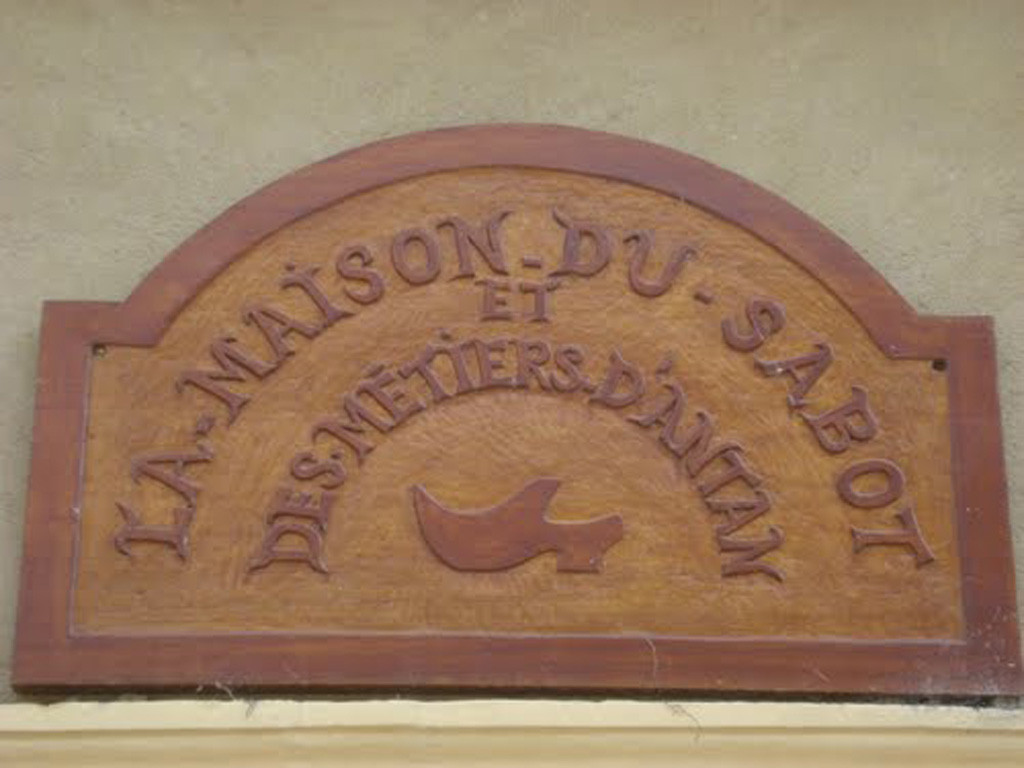 LA-MAISON-DU-SABOT
ET
DES-MÉTIERS-D'ANTAN